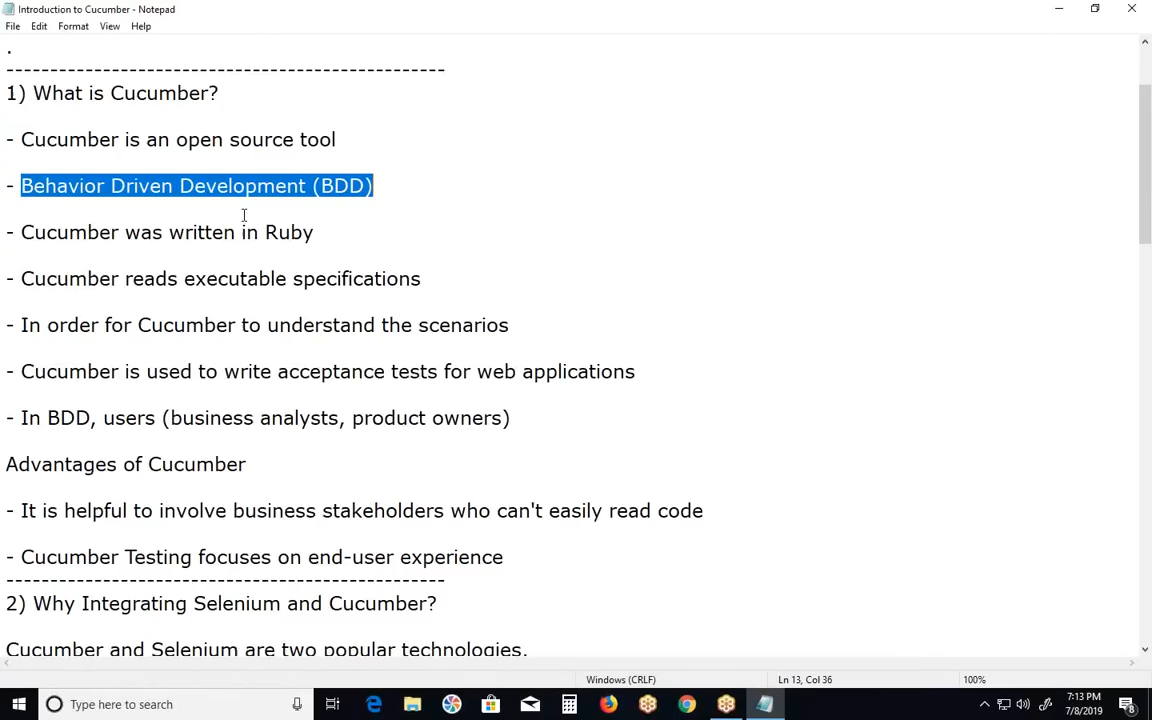 Introduction to Cucumber - Notepad
File Edit Format View Help
.
--------------------------------------------------
1) What is Cucumber?
- Cucumber is an open source tool
- Behavior Driven Development (BDD)
- Cucumber was written in Ruby
- Cucumber reads executable specifications
- In order for Cucumber to understand the scenarios
- Cucumber is used to write acceptance tests for web applications
- In BDD, users (business analysts, product owners)
Advantages of Cucumber
- It is helpful to involve business stakeholders who can't easily read code
- Cucumber Testing focuses on end-user experience
--------------------------------------------------
2) Why Integrating Selenium and Cucumber?
Cucumber and Selenium are two popular technologies.
Windows (CRLF) Ln 13, Col 36 100%
Type here to search
7:13 PM
7/8/2019
8